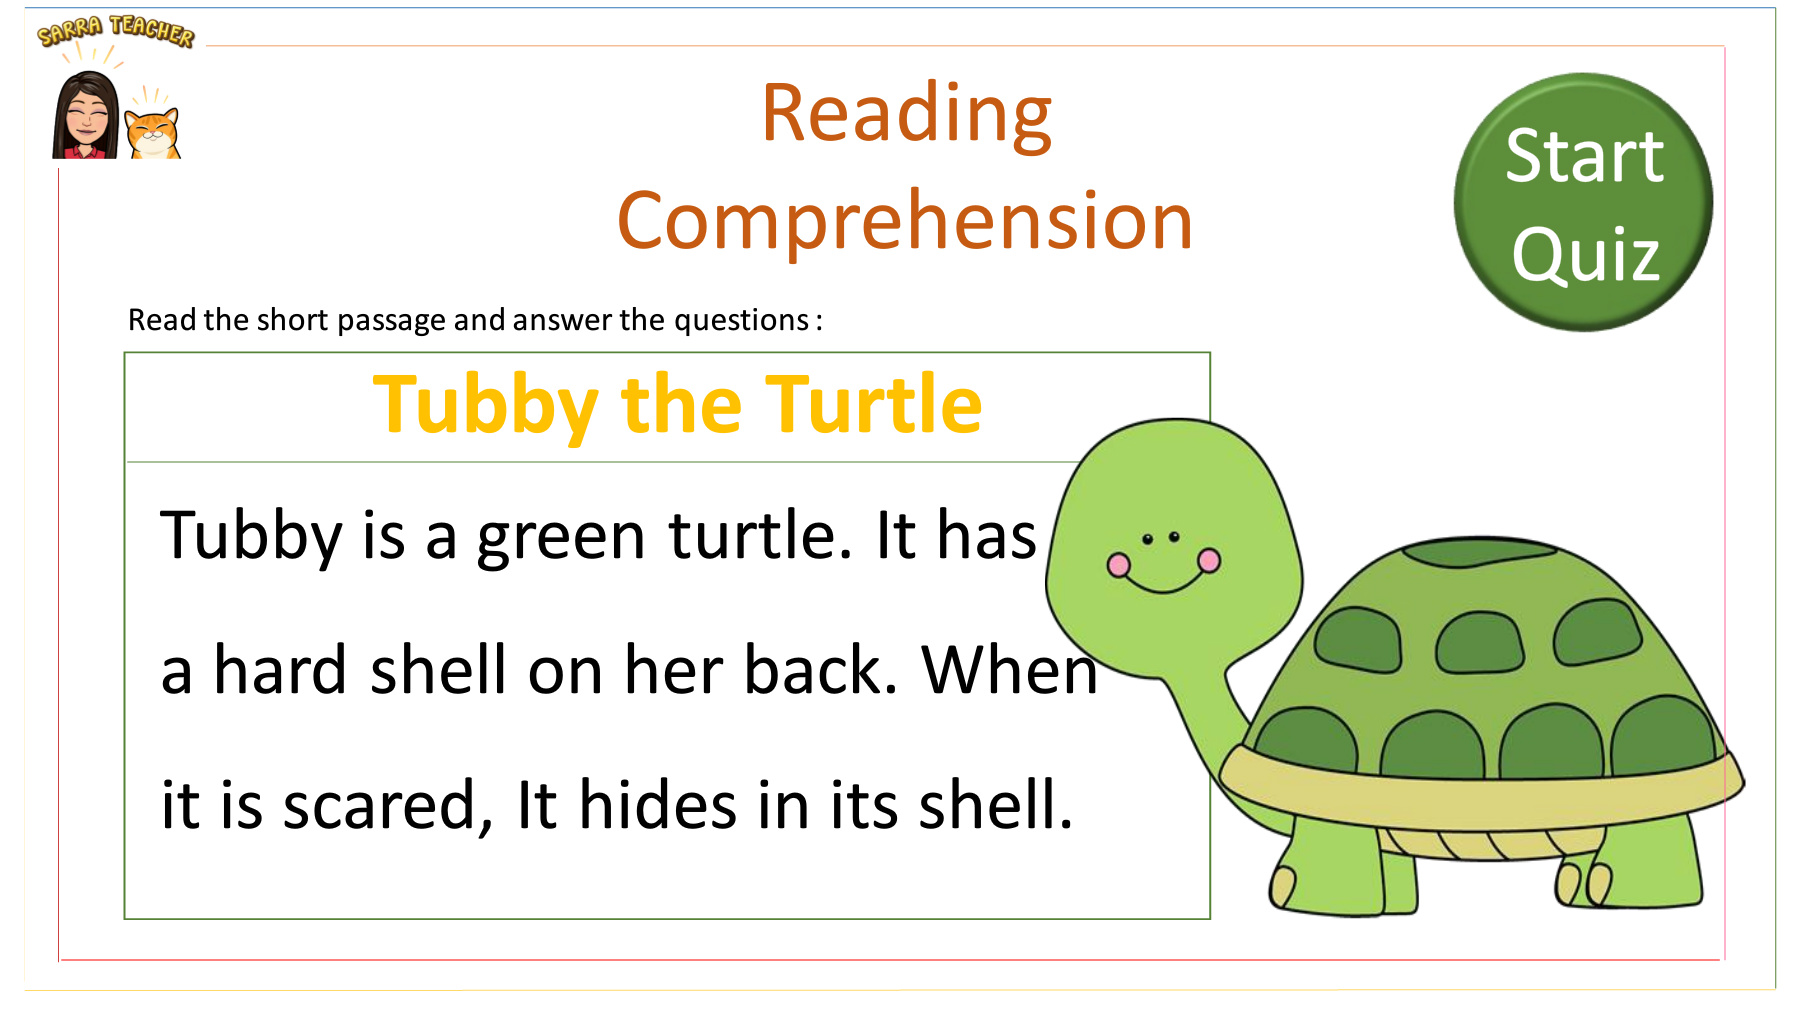 SARRA TEACHER
Reading
Comprehension
Start
Quiz
Read the short passage and answer the questions :
Tubby the Turtle
Tubby is a green turtle. It has
a hard shell on her back. When
it is scared, It hides in its shell.